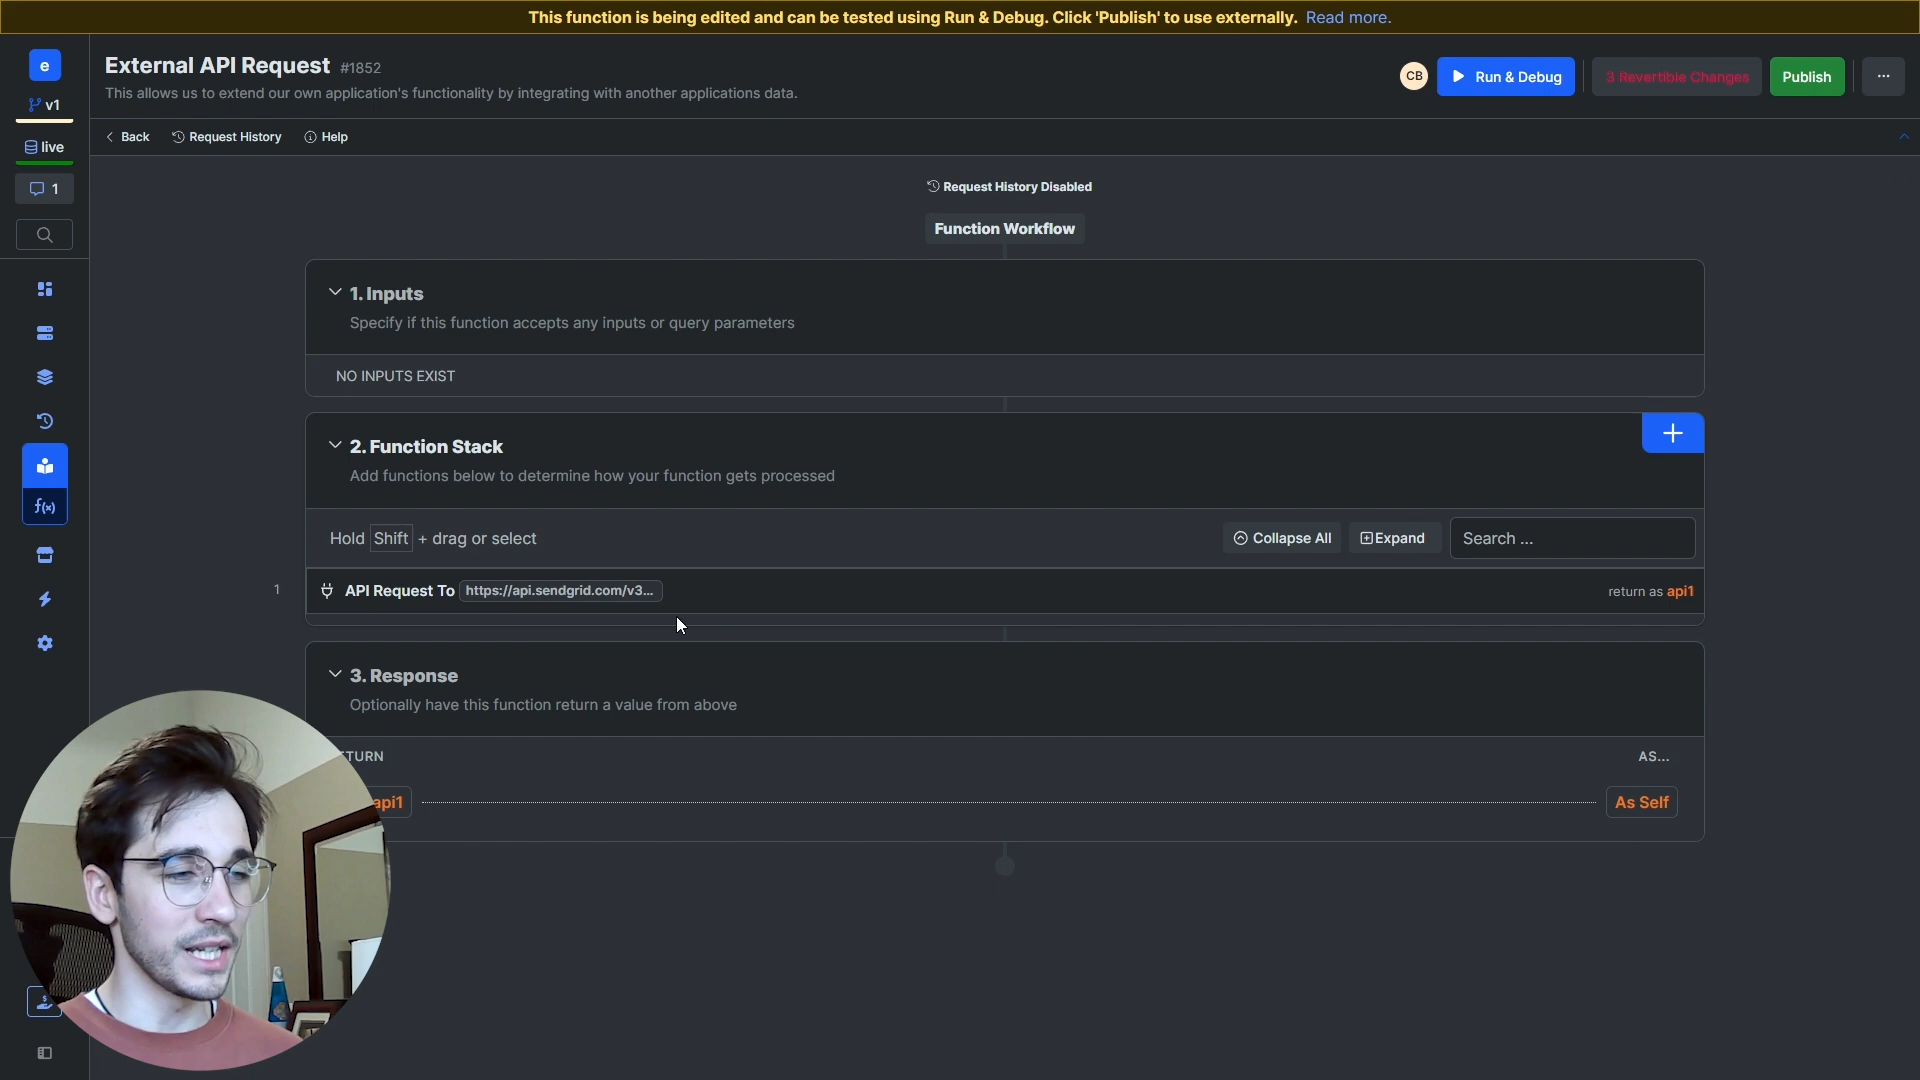 This function is being edited and can be tested using Run & Debug. Click 'Publish' to use externally. Read more.
e
External API Request #1852
This allows us to extend our own application's functionality by integrating with another applications data.
CB
Run & Debug
3 Revertible Changes
Publish
...
v1
live
1
Back
Request History
Help
Request History Disabled
Function Workflow
1. Inputs
Specify if this function accepts any inputs or query parameters
NO INPUTS EXIST
2. Function Stack
Add functions below to determine how your function gets processed
Hold Shift + drag or select
Collapse All
Expand
Search ...
f(x)
1
API Request To https://api.sendgrid.com/v3...
return as api1
3. Response
Optionally have this function return a value from above
TURN
AS...
api1
As Self